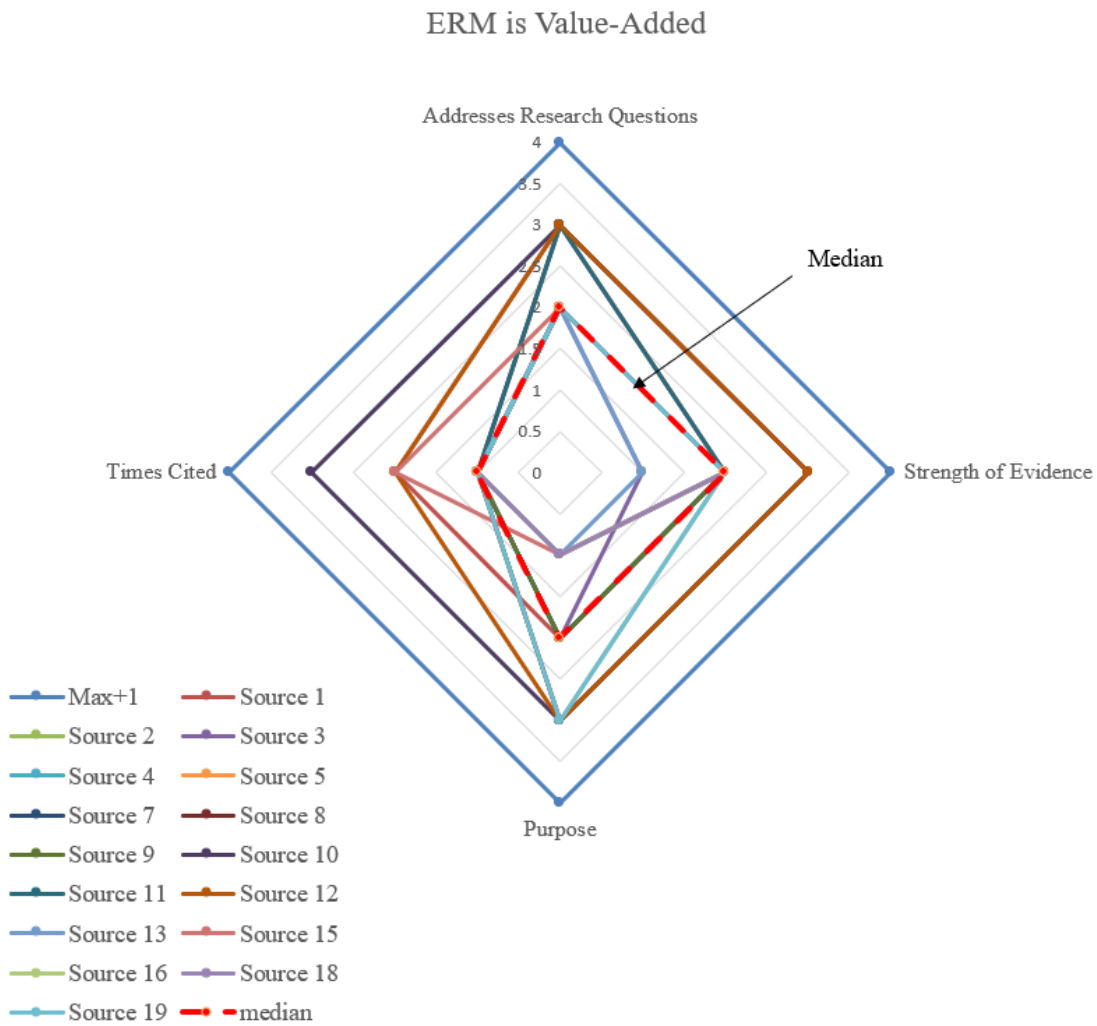 ERM is Value-Added
Addresses Research Questions
4
3.5
3
2.5
Median
2
1.5
1
0.5
Times Cited
0
Strength of Evidence
Max+1 Source 1
Source 2 Source 3
Source 4 Source 5
Source 7 Source 8
Purpose
Source 9 Source 10
Source 11 Source 12
Source 13 Source 15
Source 16 Source 18
Source 19 median